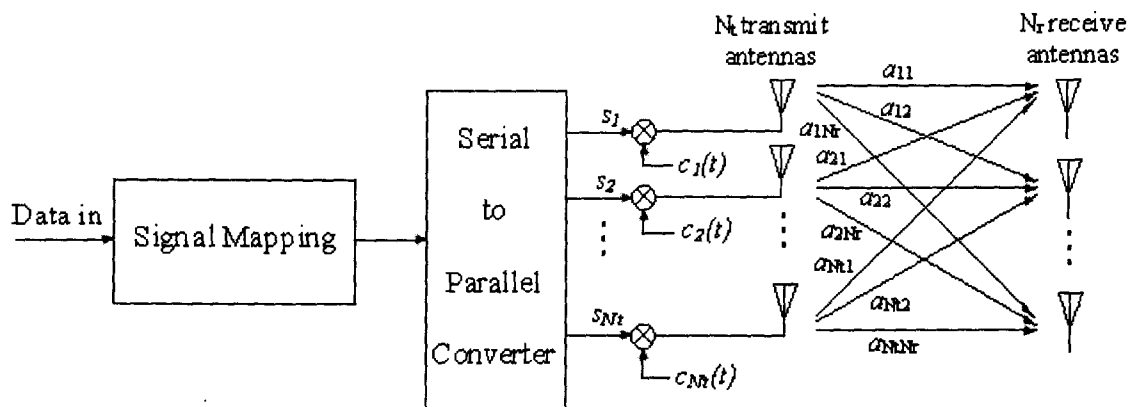 Nt transmit
antennas
Nr receive
antennas
Data in
Signal Mapping
Serial
to
Parallel
Converter
s1
c1(t)
s2
c2(t)
sNt
cNt(t)
a11
a12
a1Nr
a21
a22
a2Nr
aNt1
aNt2
aNtNr